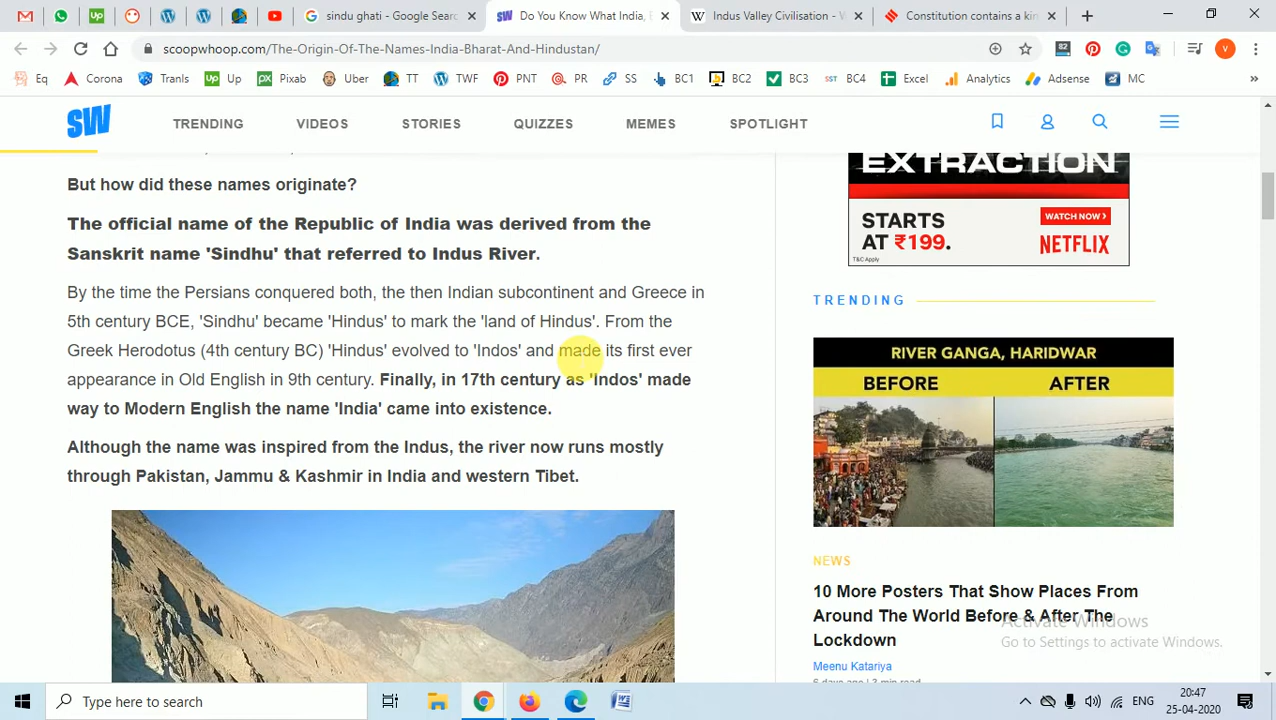 sindu ghati - Google Searc
Do You Know What India, E
Indus Valley Civilisation - W
Constitution contains a kin
scoopwhoop.com/The-Origin-Of-The-Names-India-Bharat-And-Hindustan/
82
V
Eq
Corona
Transls
Up
Pixab
Uber
TT
TWF
PNT
PR
SS
BC1
BC2
BC3
SST BC4
Excel
Analytics
Adsense
MC
SW
TRENDING
VIDEOS
STORIES
QUIZZES
MEMES
SPOTLIGHT
But how did these names originate?
The official name of the Republic of India was derived from the
Sanskrit name 'Sindhu' that referred to Indus River.
By the time the Persians conquered both, the then Indian subcontinent and Greece in
5th century BCE, 'Sindhu' became 'Hindus' to mark the 'land of Hindus'. From the
Greek Herodotus (4th century BC) 'Hindus' evolved to 'Indos' and made its first ever
appearance in Old English in 9th century. Finally, in 17th century as 'Indos' made
way to Modern English the name 'India' came into existence.
Although the name was inspired from the Indus, the river now runs mostly
through Pakistan, Jammu & Kashmir in India and western Tibet.
EXTRACTION
STARTS
AT ₹199.
WATCH NOW
NETFLIX
T&C Apply
TRENDING
RIVER GANGA, HARIDWAR
BEFORE
AFTER
NEWS
10 More Posters That Show Places From
Around The World Before & After The
Lockdown
Meenu Katariya
6 days ago | 3 min read
Activate Windows
Go to Settings to activate Windows.
Type here to search
ENG
20:47
25-04-2020